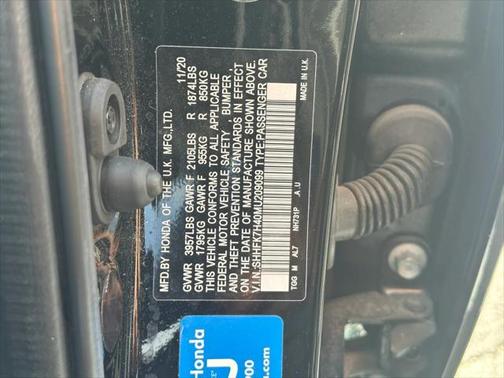 MFD.BY HONDA OF THE U.K. MFG.,LTD. 11/20
GVWR 3957LBS GAWR F 2105LBS R 1874LBS
GVWR 1795KG GAWR F 955KG R 850KG
THIS VEHICLE CONFORMS TO ALL APPLICABLE
FEDERAL MOTOR VEHICLE SAFETY , BUMPER,
AND THEFT PREVENTION STANDARDS IN EFFECT
ON THE DATE OF MANUFACTURE SHOWN ABOVE.
V.I.N.:SHHFK7H40MU209099 TYPE:PASSENGER CAR
TGG M AL7 NH731P .A.U MADE IN U.K.
Honda